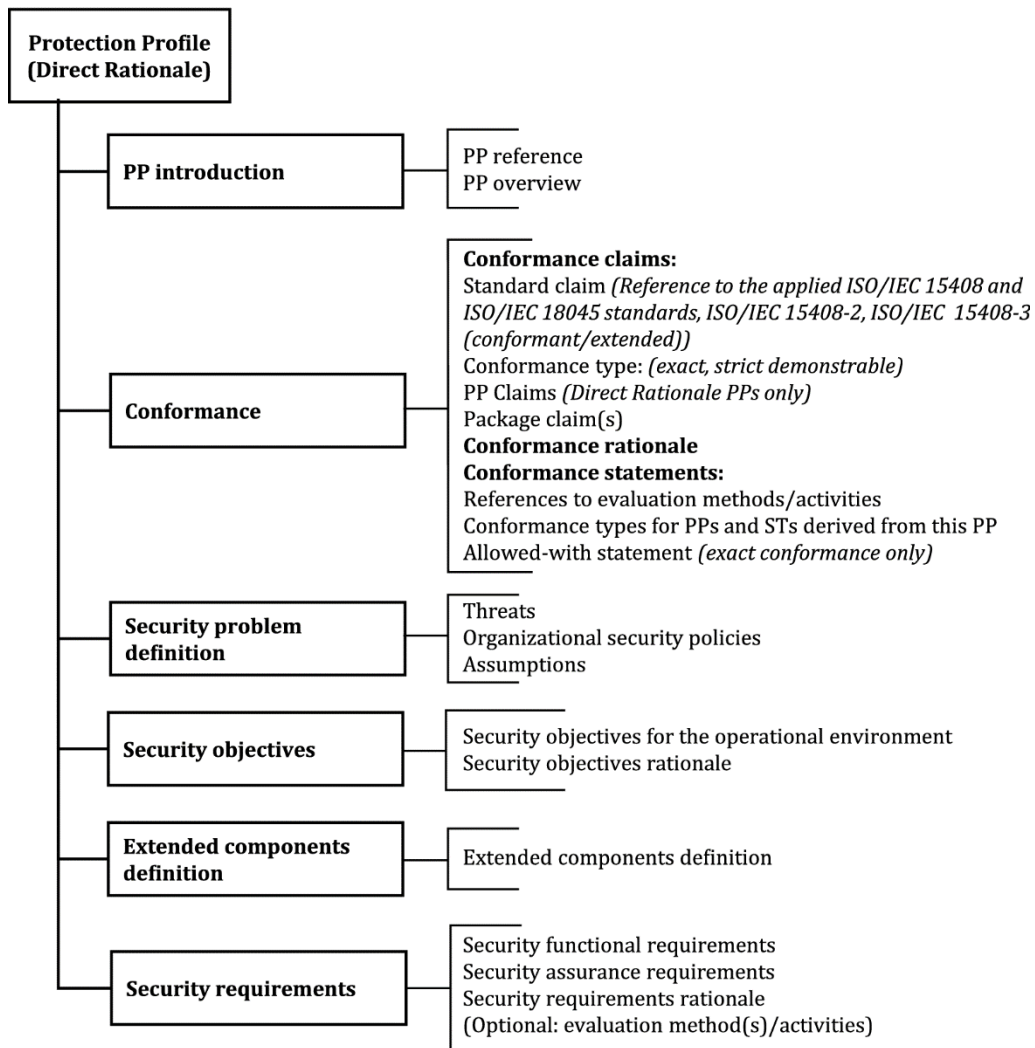 Protection Profile
(Direct Rationale)
PP introduction
PP reference
PP overview
Conformance
Conformance claims:
Standard claim (Reference to the applied ISO/IEC 15408 and
ISO/IEC 18045 standards, ISO/IEC 15408-2, ISO/IEC 15408-3
(conformant/extended))
Conformance type: (exact, strict demonstrable)
PP Claims (Direct Rationale PPs only)
Package claim(s)
Conformance rationale
Conformance statements:
References to evaluation methods/activities
Conformance types for PPs and STs derived from this PP
Allowed-with statement (exact conformance only)
Security problem
definition
Threats
Organizational security policies
Assumptions
Security objectives
Security objectives for the operational environment
Security objectives rationale
Extended components
definition
Extended components definition
Security requirements
Security functional requirements
Security assurance requirements
Security requirements rationale
(Optional: evaluation method(s)/activities)